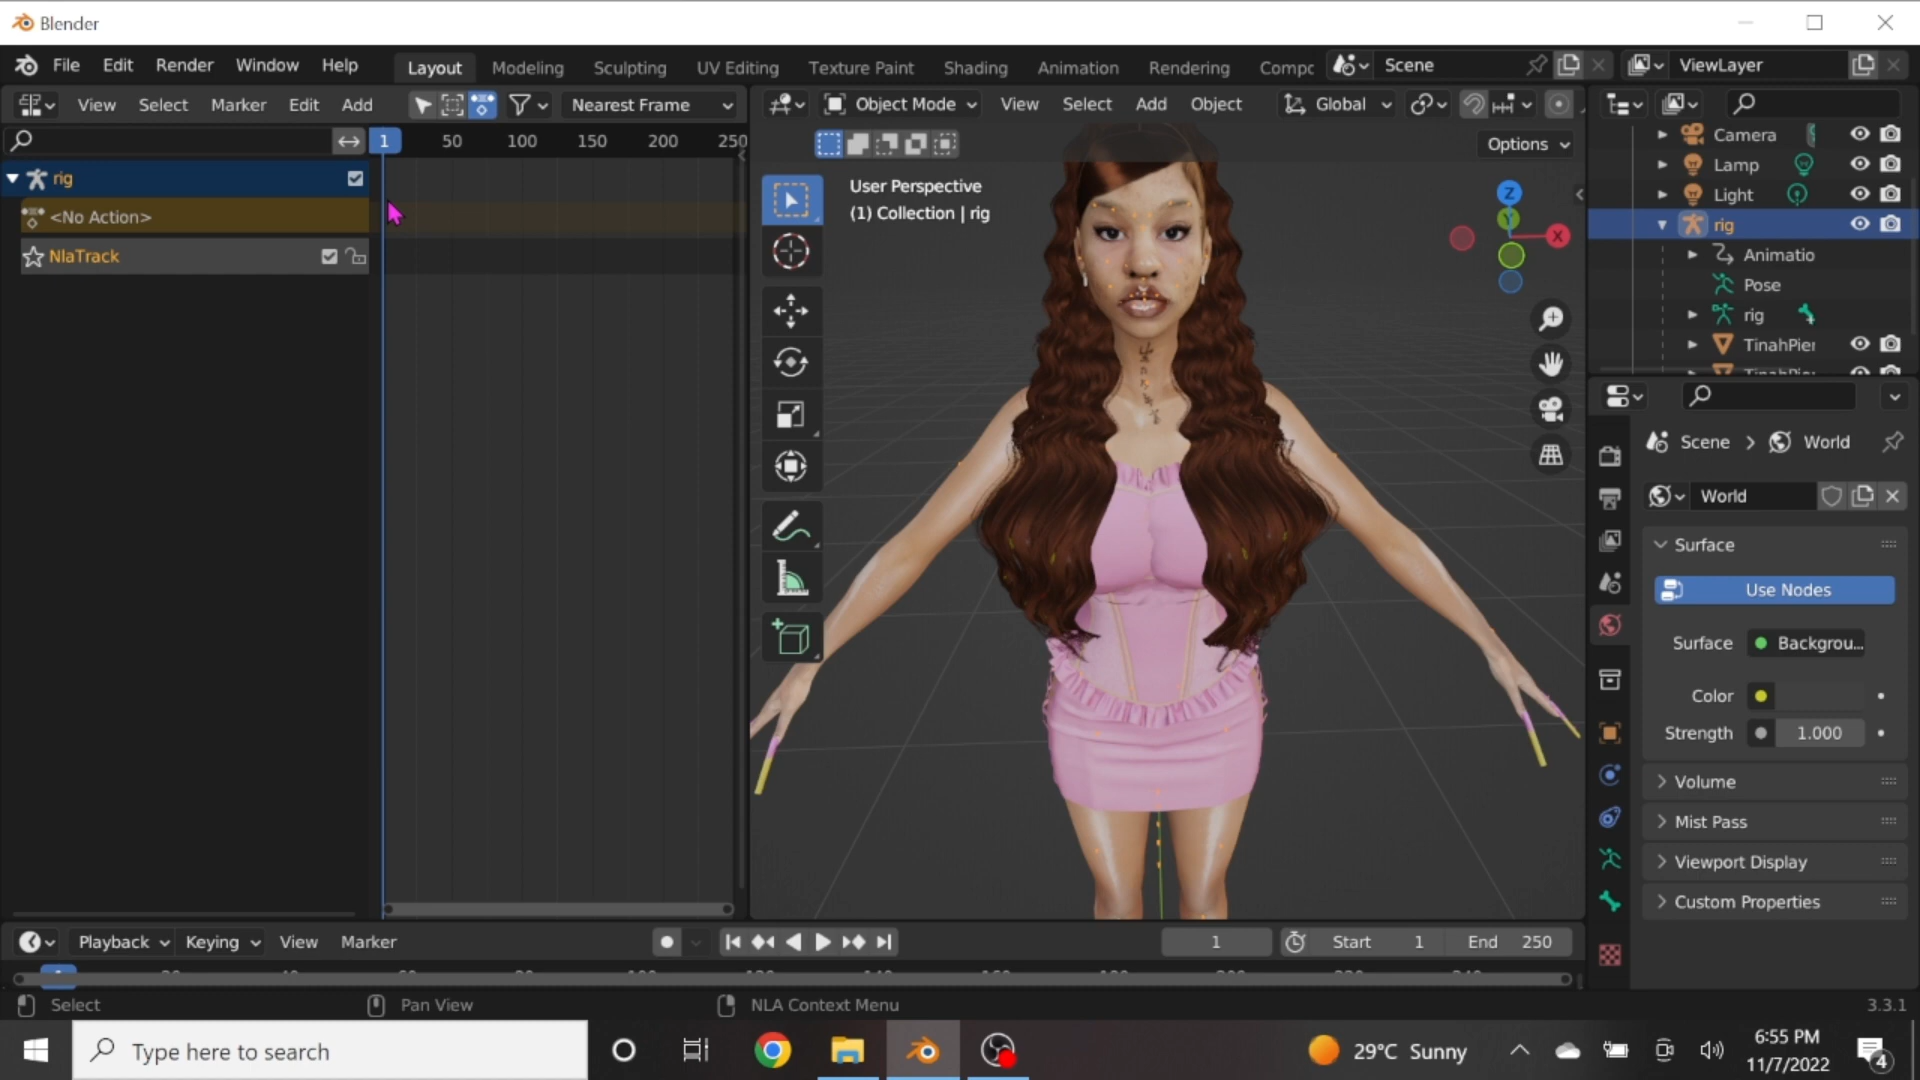 Blender
File Edit Render Window Help Layout Modeling Sculpting UV Editing Texture Paint Shading Animation Rendering Compo Scene ViewLayer
View Select Marker Edit Add Nearest Frame Object Mode View Select Add Object Global
1 50 100 150 200 250
Options
rig
<No Action>
NlaTrack
User Perspective
(1) Collection | rig
Z
Y
X
Camera
Lamp
Light
rig
Animatio
Pose
rig
TinahPier
Scene > World
World
Surface
Use Nodes
Surface Backgrou...
Color
Strength 1.000
Volume
Mist Pass
Viewport Display
Custom Properties
Playback Keying View Marker 1 Start 1 End 250
Select Pan View NLA Context Menu 3.3.1
Type here to search
29°C Sunny
6:55 PM
11/7/2022
4